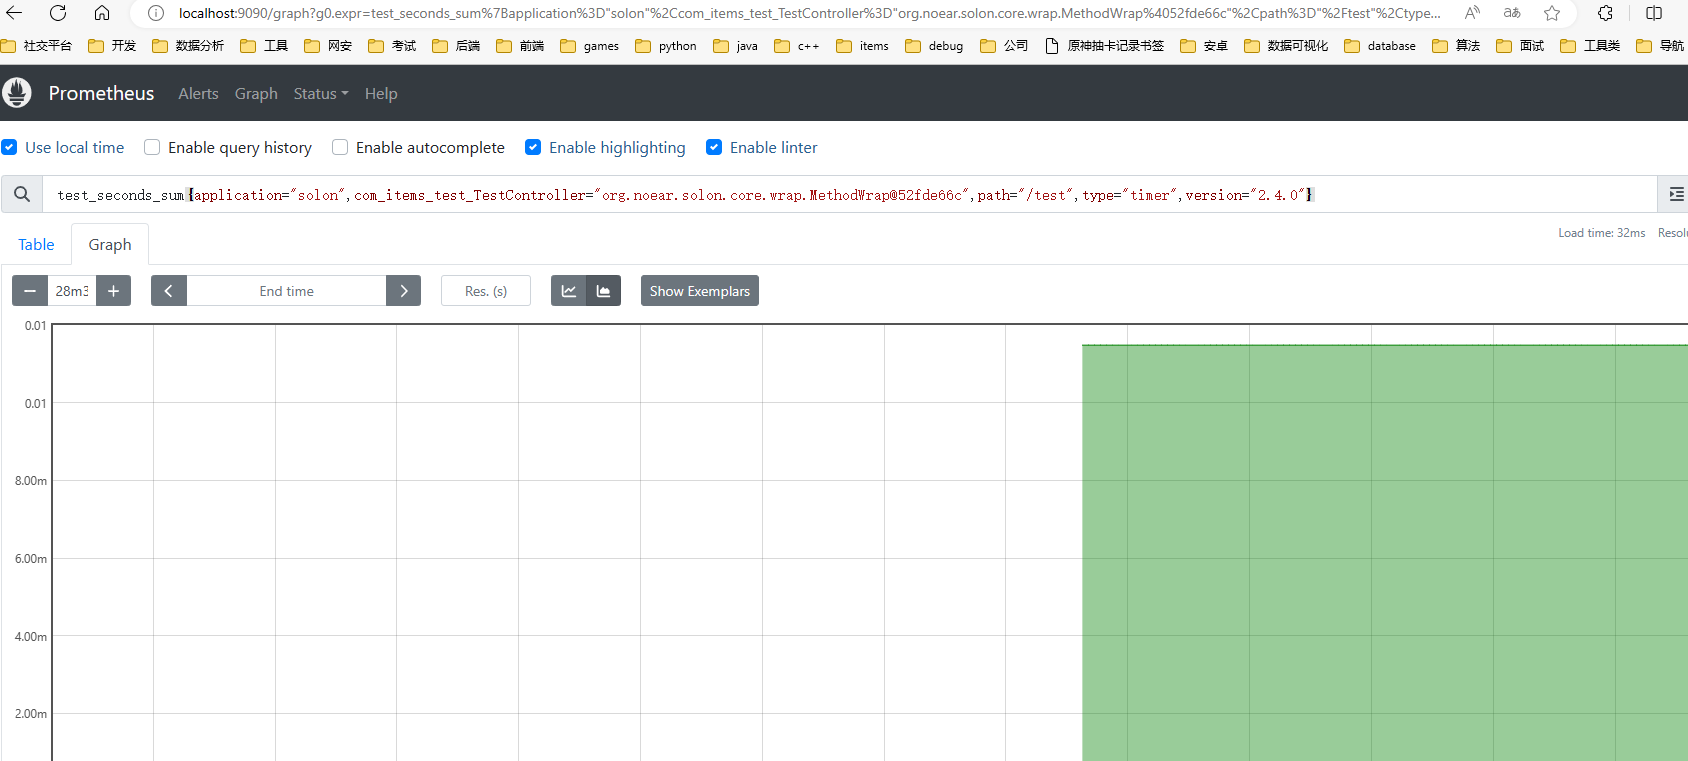 localhost:9090/graph?g0.expr=test_seconds_sum%7Bapplication%3D"solon"%2Ccom_items_test_TestController%3D"org.noear.solon.core.wrap.MethodWrap%4052fde66c"%2Cpath%3D"%2Ftest"%2Ctype...
社交平台 开发 数据分析 工具 网安 考试 后端 前端 games python java c++ items debug 公司 原神抽卡记录书签 安卓 数据可视化 database 算法 面试 工具类 导航
Prometheus Alerts Graph Status Help
Use local time Enable query history Enable autocomplete Enable highlighting Enable linter
test_seconds_sum{application="solon",com_items_test_TestController="org.noear.solon.core.wrap.MethodWrap@52fde66c",path="/test",type="timer",version="2.4.0"}
Table Graph Load time: 32ms Resolu
28m3 End time Res. (s) Show Exemplars
0.01
0.01
8.00m
6.00m
4.00m
2.00m